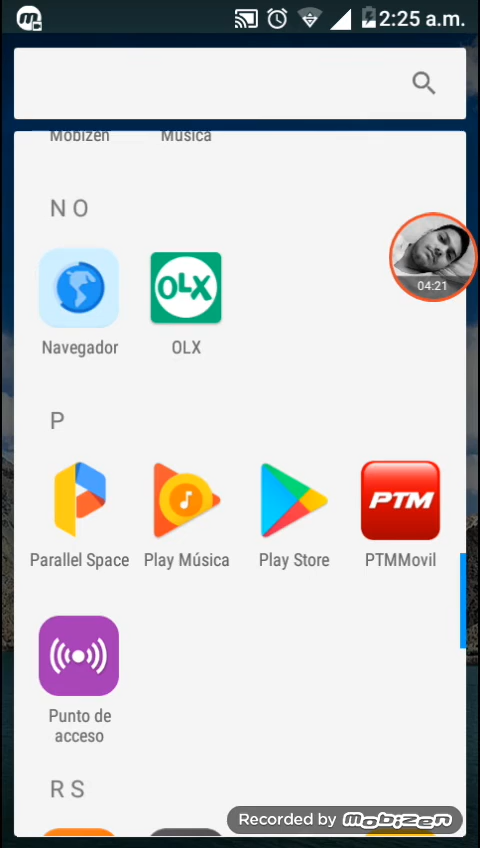 2:25 a.m.
Mobizen Música
N O
04:21
OLX
Navegador OLX
P
PTM
Parallel Space Play Música Play Store PTMMovil
Punto de
acceso
R S
Recorded by Mobizen